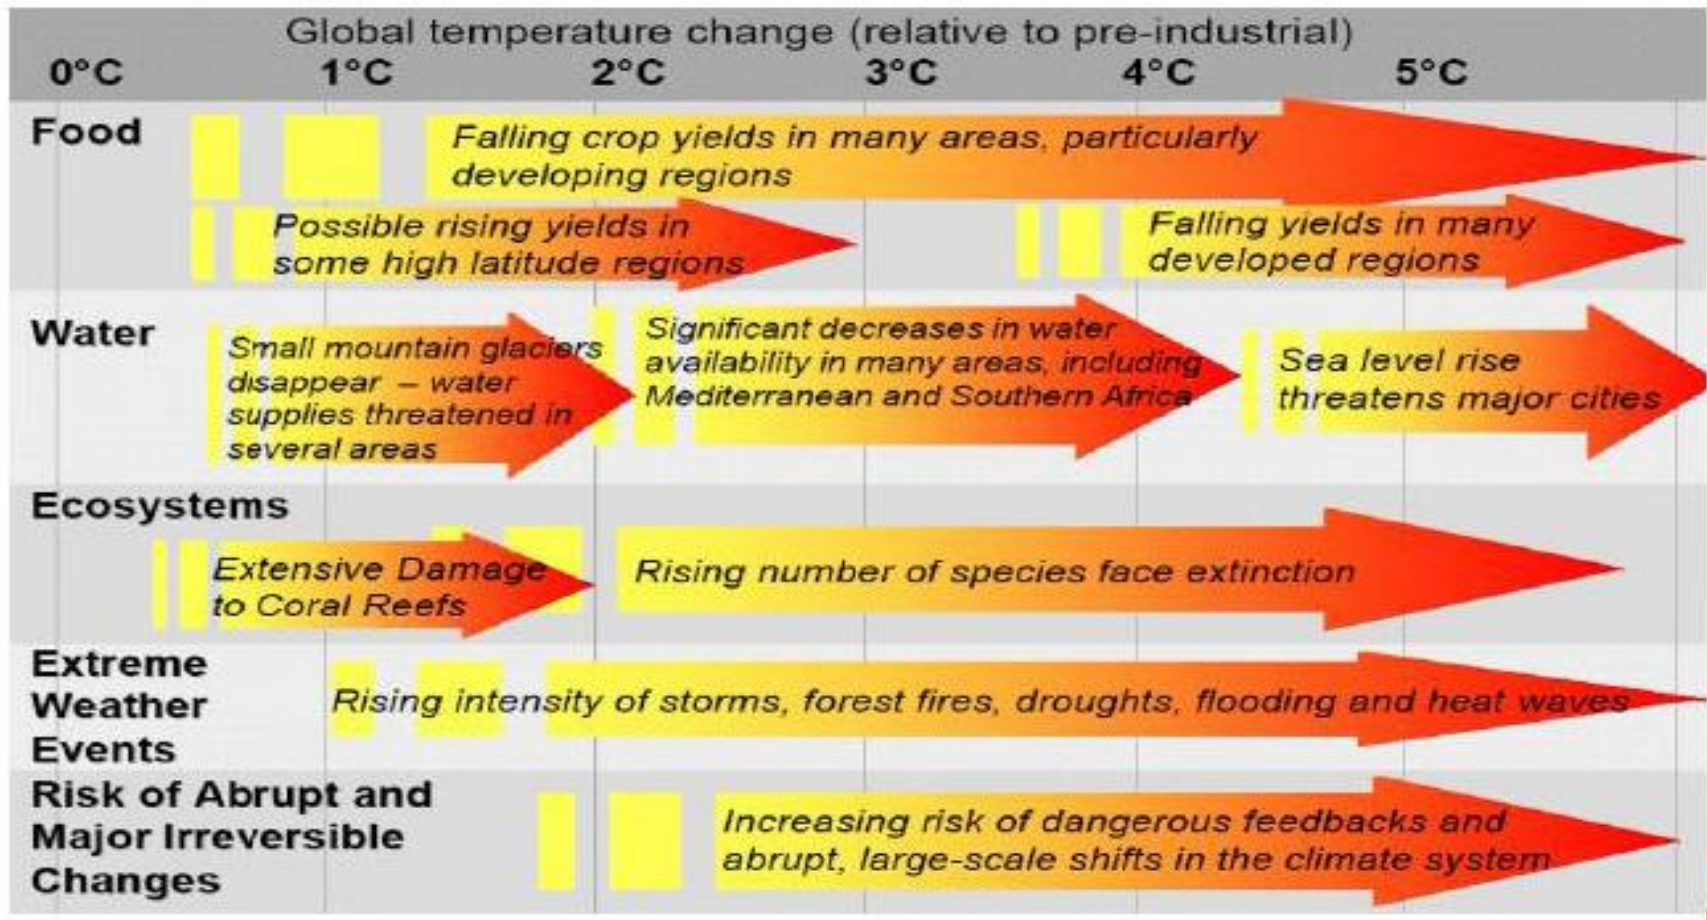 Global temperature change (relative to pre-industrial)
0°C 1°C 2°C 3°C 4°C 5°C
Food
Falling crop yields in many areas, particularly
developing regions
Possible rising yields in
some high latitude regions
Falling yields in many
developed regions
Water
Small mountain glaciers
disappear – water
supplies threatened in
several areas
Significant decreases in water
availability in many areas, including
Mediterranean and Southern Africa
Sea level rise
threatens major cities
Ecosystems
Extensive Damage
to Coral Reefs
Rising number of species face extinction
Extreme
Weather
Events
Rising intensity of storms, forest fires, droughts, flooding and heat waves
Risk of Abrupt and
Major Irreversible
Changes
Increasing risk of dangerous feedbacks and
abrupt, large-scale shifts in the climate system